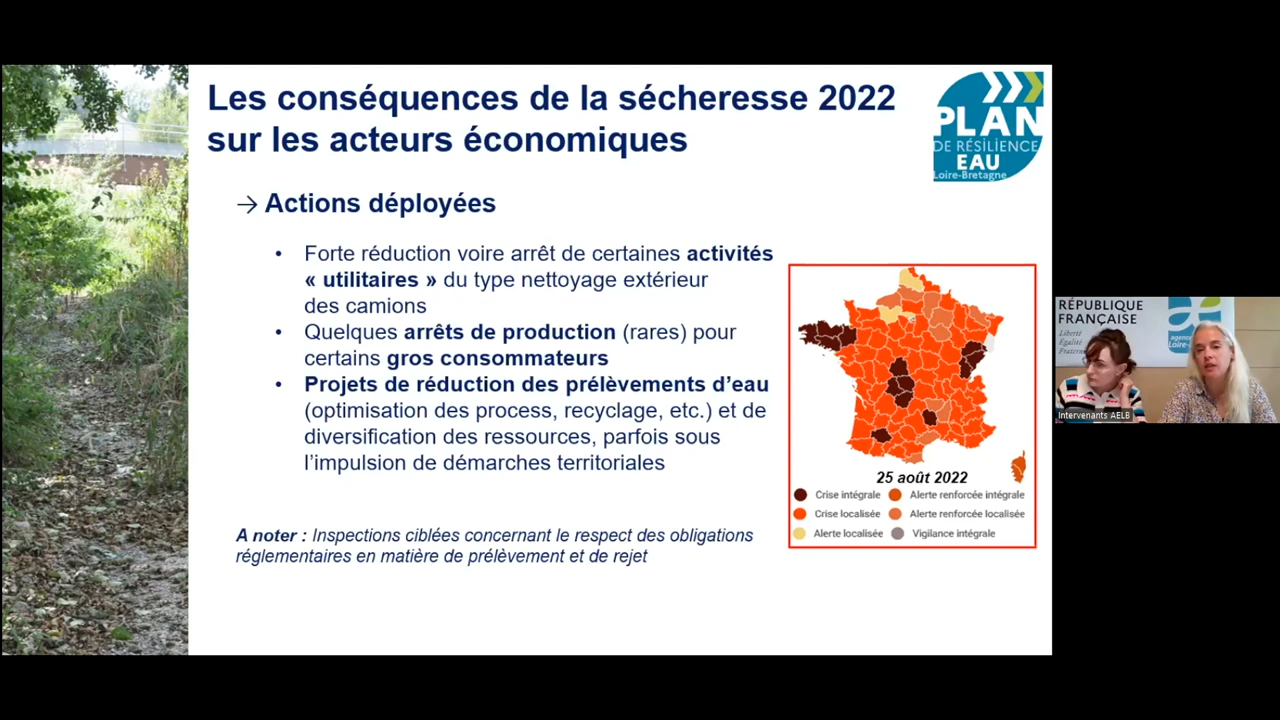 Les conséquences de la sécheresse 2022
sur les acteurs économiques
PLAN
DE RÉSILIENCE
EAU
Loire-Bretagne
→ Actions déployées
• Forte réduction voire arrêt de certaines activités
« utilitaires » du type nettoyage extérieur
des camions
• Quelques arrêts de production (rares) pour
certains gros consommateurs
• Projets de réduction des prélèvements d’eau
(optimisation des process, recyclage, etc.) et de
diversification des ressources, parfois sous
l’impulsion de démarches territoriales
A noter : Inspections ciblées concernant le respect des obligations
réglementaires en matière de prélèvement et de rejet
25 août 2022
Crise intégrale
Alerte renforcée intégrale
Crise localisée
Alerte renforcée localisée
Alerte localisée
Vigilance intégrale
RÉPUBLIQUE
FRANÇAISE
Liberté
Égalité
Intervenants AELB